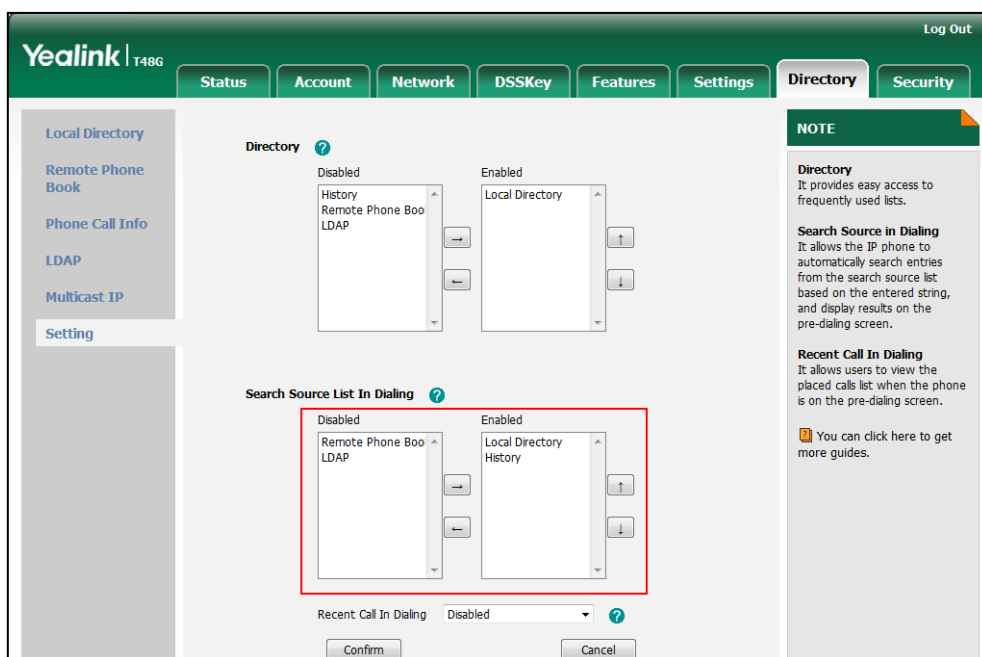 Log Out
Yealink T48G
Status Account Network DSSKey Features Settings Directory Security
Local Directory
Remote Phone
Book
Phone Call Info
LDAP
Multicast IP
Setting
Directory ?
Disabled Enabled
History
Remote Phone Boo
LDAP
→
←
Local Directory
↑
↓
Search Source List In Dialing ?
Disabled Enabled
Remote Phone Boo
LDAP
→
←
Local Directory
History
↑
↓
Recent Call In Dialing Disabled ?
Confirm Cancel
NOTE
Directory
It provides easy access to
frequently used lists.
Search Source in Dialing
It allows the IP phone to
automatically search entries
from the search source list
based on the entered string,
and display results on the
pre-dialing screen.
Recent Call In Dialing
It allows users to view the
placed calls list when the phone
is on the pre-dialing screen.
? You can click here to get
more guides.